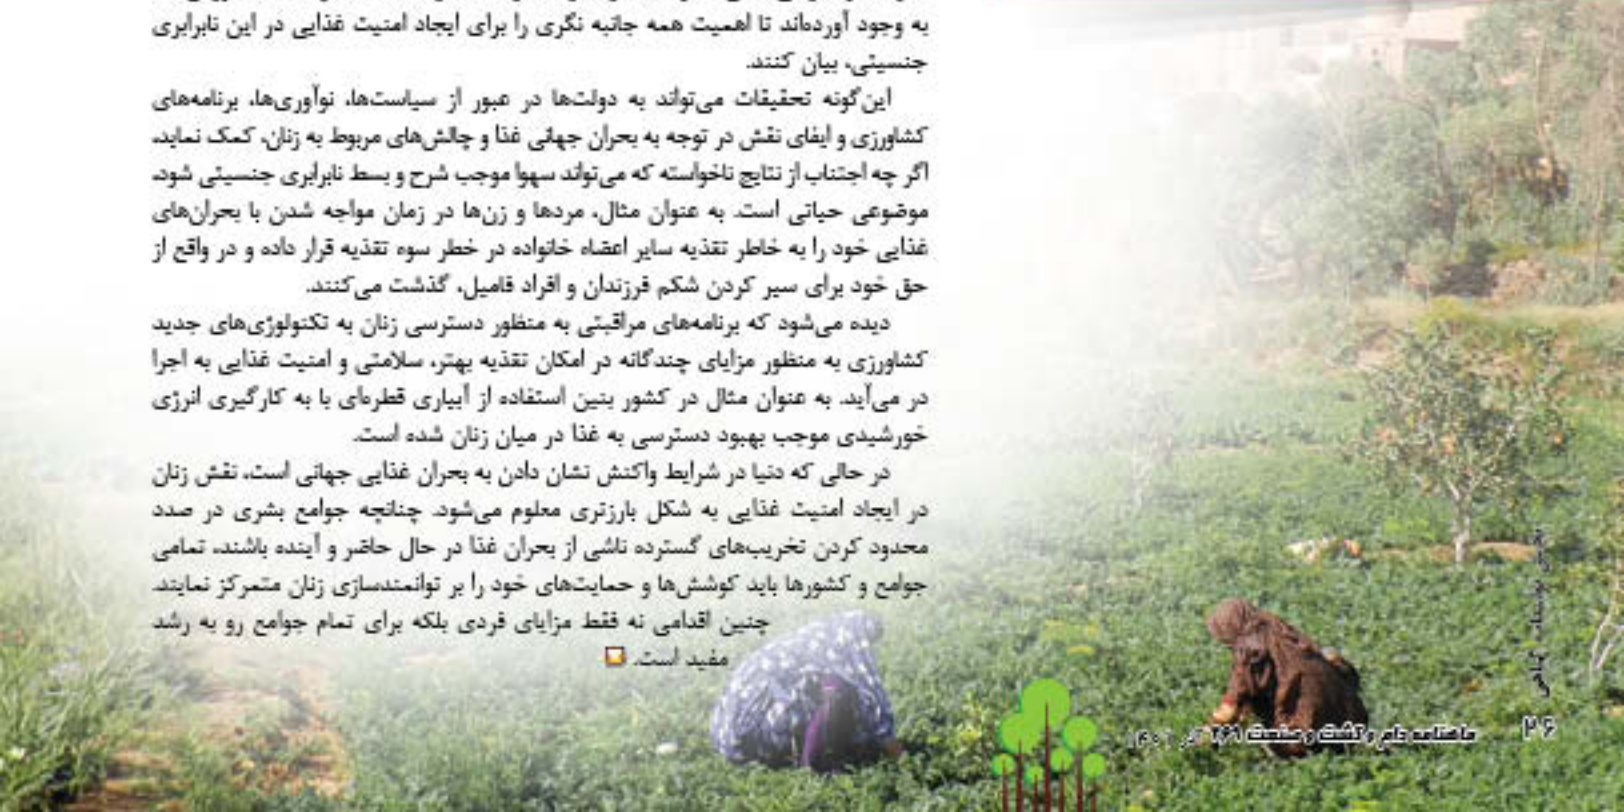 به وجود آورده‌اند تا اهمیت همه جانبه نگری را برای ایجاد امنیت غذایی در این نابرابری
جنسیتی، بیان کنند.
این‌گونه تحقیقات می‌تواند به دولت‌ها در عبور از سیاست‌ها، نوآوری‌ها، برنامه‌های
کشاورزی و ایفای نقش در توجه به بحران جهانی غذا و چالش‌های مربوط به زنان، کمک نماید،
اگر چه اجتناب از نتایج ناخواسته که می‌تواند سهوا موجب شرح و بسط نابرابری جنسیتی شود،
موضوعی حیاتی است. به عنوان مثال، مردها و زن‌ها در زمان مواجه شدن با بحران‌های
غذایی خود را به خاطر تغذیه سایر اعضاء خانواده در خطر سوء تغذیه قرار داده و در واقع از
حق خود برای سیر کردن شکم فرزندان و افراد فامیل، گذشت می‌کنند.
دیده می‌شود که برنامه‌های مراقبتی به منظور دسترسی زنان به تکنولوژی‌های جدید
کشاورزی به منظور مزایای چندگانه در امکان تغذیه بهتر، سلامتی و امنیت غذایی به اجرا
در می‌آید. به عنوان مثال در کشور بنین استفاده از آبیاری قطره‌ای با به کارگیری انرژی
خورشیدی موجب بهبود دسترسی به غذا در میان زنان شده است.
در حالی که دنیا در شرایط واکنش نشان دادن به بحران غذایی جهانی است، نقش زنان
در ایجاد امنیت غذایی به شکل بارزتری معلوم می‌شود. چنانچه جوامع بشری در صدد
محدود کردن تخریب‌های گسترده ناشی از بحران غذا در حال حاضر و آینده باشند، تمامی
جوامع و کشورها باید کوشش‌ها و حمایت‌های خود را بر توانمندسازی زنان متمرکز نمایند.
چنین اقدامی نه فقط مزایای فردی بلکه برای تمام جوامع رو به رشد
مفید است.
۲۶
ماهنامه دام و کشت و صنعت ۲۶۹